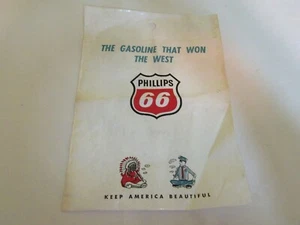 THE GASOLINE THAT WON
THE WEST
PHILLIPS
66
KEEP AMERICA BEAUTIFUL